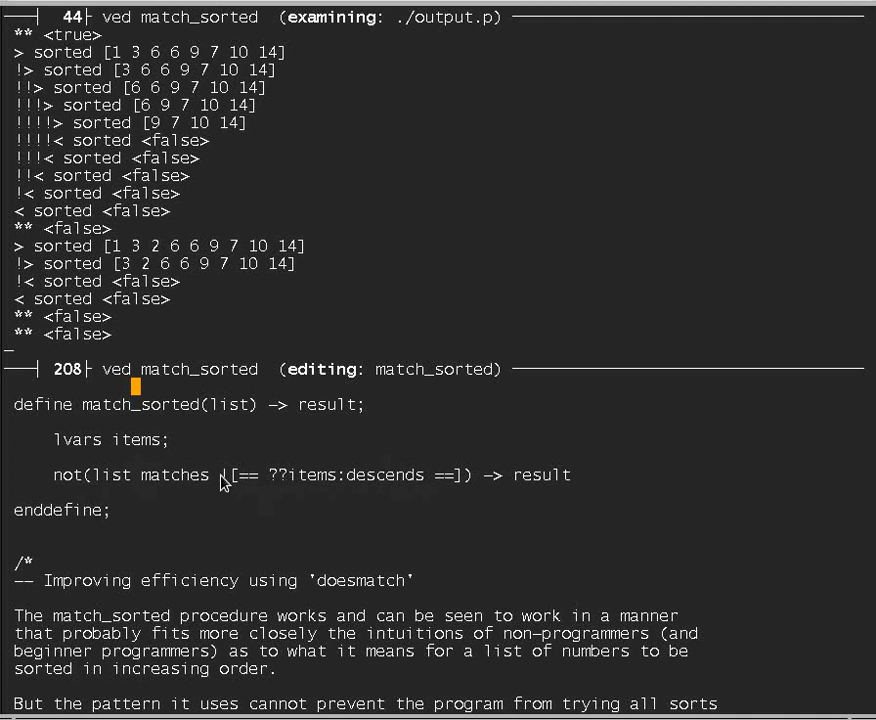 44 ved match_sorted (examining: ./output.p)
** <true>
> sorted [1 3 6 6 9 7 10 14]
!> sorted [3 6 6 9 7 10 14]
!!> sorted [6 6 9 7 10 14]
!!!> sorted [6 9 7 10 14]
!!!!> sorted [9 7 10 14]
!!!!< sorted <false>
!!!< sorted <false>
!!< sorted <false>
!< sorted <false>
< sorted <false>
** <false>
> sorted [1 3 2 6 6 9 7 10 14]
!> sorted [3 2 6 6 9 7 10 14]
!< sorted <false>
< sorted <false>
** <false>
** <false>
208 ved match_sorted (editing: match_sorted)
define match_sorted(list) -> result;
lvars items;
not(list matches ![== ??items:descends ==]) -> result
enddefine;
/*
-- Improving efficiency using 'doesmatch'
The match_sorted procedure works and can be seen to work in a manner
that probably fits more closely the intuitions of non-programmers (and
beginner programmers) as to what it means for a list of numbers to be
sorted in increasing order.
But the pattern it uses cannot prevent the program from trying all sorts